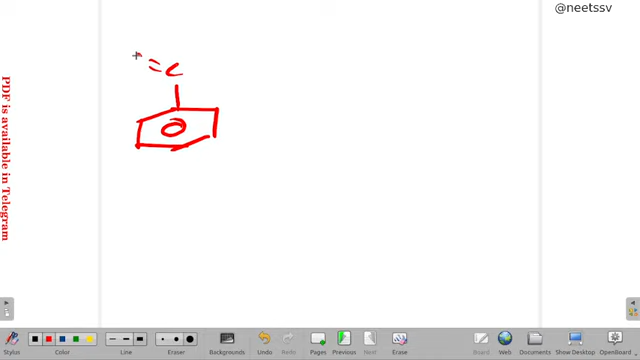 @neetssv
= C
PDF is available in Telegram
Stylus
Color
Line
Eraser
Backgrounds
Undo
Redo
Pages
Previous
Next
Erase
Board
Web
Documents
Show Desktop
OpenBoard